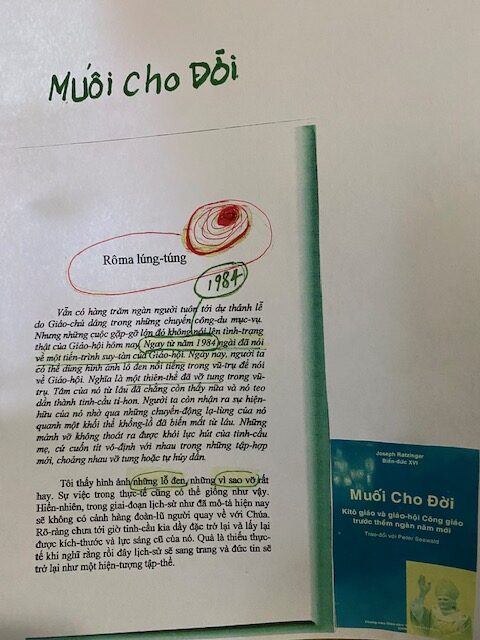 MUỐI CHO ĐỜI
Rôma lúng-túng
1984
Vẫn có hàng trăm ngàn người tuôn tới dự thánh lễ
do Giáo-chủ dâng trong những chuyến công-du mục-vụ.
Nhưng những cuộc gặp-gỡ lớn đó không nói lên tình-trạng
thật của Giáo-hội hôm nay. Ngay từ năm 1984 ngài đã nói
về một tiến-trình suy-tàn của Giáo-hội. Ngày nay, người ta
có thể dùng hình ảnh lỗ đen nổi tiếng trong vũ-trụ để nói
về Giáo-hội. Nghĩa là một thiên-thể đã vỡ tung trong vũ-
trụ. Tâm của nó từ lâu đã chẳng còn thấy nữa và nó teo
dần thành tinh-cầu tí-hon. Người ta còn nhận ra sự hiện-
hữu của nó nhờ qua những chuyển-động lạ-lùng của nó
quanh một khối thể khổng-lồ đã biến mất từ lâu. Những
mảnh vỡ không thoát ra được khỏi lực hút của tinh-cầu
mẹ, cứ cuốn tít vô-định với nhau trong những tập-hợp
mới, choảng nhau vỡ tung hoặc tự hủy dần.
Tôi thấy hình ảnh những lỗ đen, những vì sao vỡ rất
hay. Sự việc trong thực-tế cũng có thể giống như vậy.
Hiển-nhiên, trong giai-đoạn lịch-sử như đã mô-tả hiện nay
sẽ không có cảnh hàng đoàn-lũ người quay về với Chúa.
Rõ-ràng chưa tới giờ tinh-cầu kia dầy đặc trở lại và lấy lại
được kích-thước và lực sáng cũ của nó. Quả là thiếu thực-
tế khi nghĩ rằng rồi đây lịch-sử sẽ sang trang và đức tin sẽ
trở lại như một hiện-tượng tập-thể.
Joseph Ratzinger
Biển-đức XVI
Muối Cho Đời
Kitô giáo và giáo-hội Công giáo
trước thềm ngàn năm mới
Trao-đổi với Peter Seewald